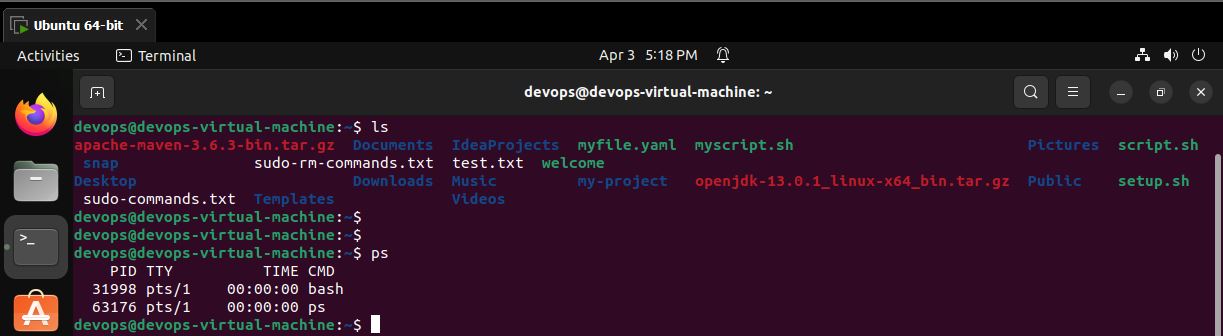 Ubuntu 64-bit
Activities
Terminal
Apr 3 5:18 PM
devops@devops-virtual-machine: ~
devops@devops-virtual-machine:~$ ls
apache-maven-3.6.3-bin.tar.gz Documents IdeaProjects myfile.yaml myscript.sh Pictures script.sh
snap sudo-rm-commands.txt test.txt welcome
Desktop Downloads Music my-project openjdk-13.0.1_linux-x64_bin.tar.gz Public setup.sh
sudo-commands.txt Templates Videos
devops@devops-virtual-machine:~$
devops@devops-virtual-machine:~$
devops@devops-virtual-machine:~$ ps
PID TTY TIME CMD
31998 pts/1 00:00:00 bash
63176 pts/1 00:00:00 ps
devops@devops-virtual-machine:~$